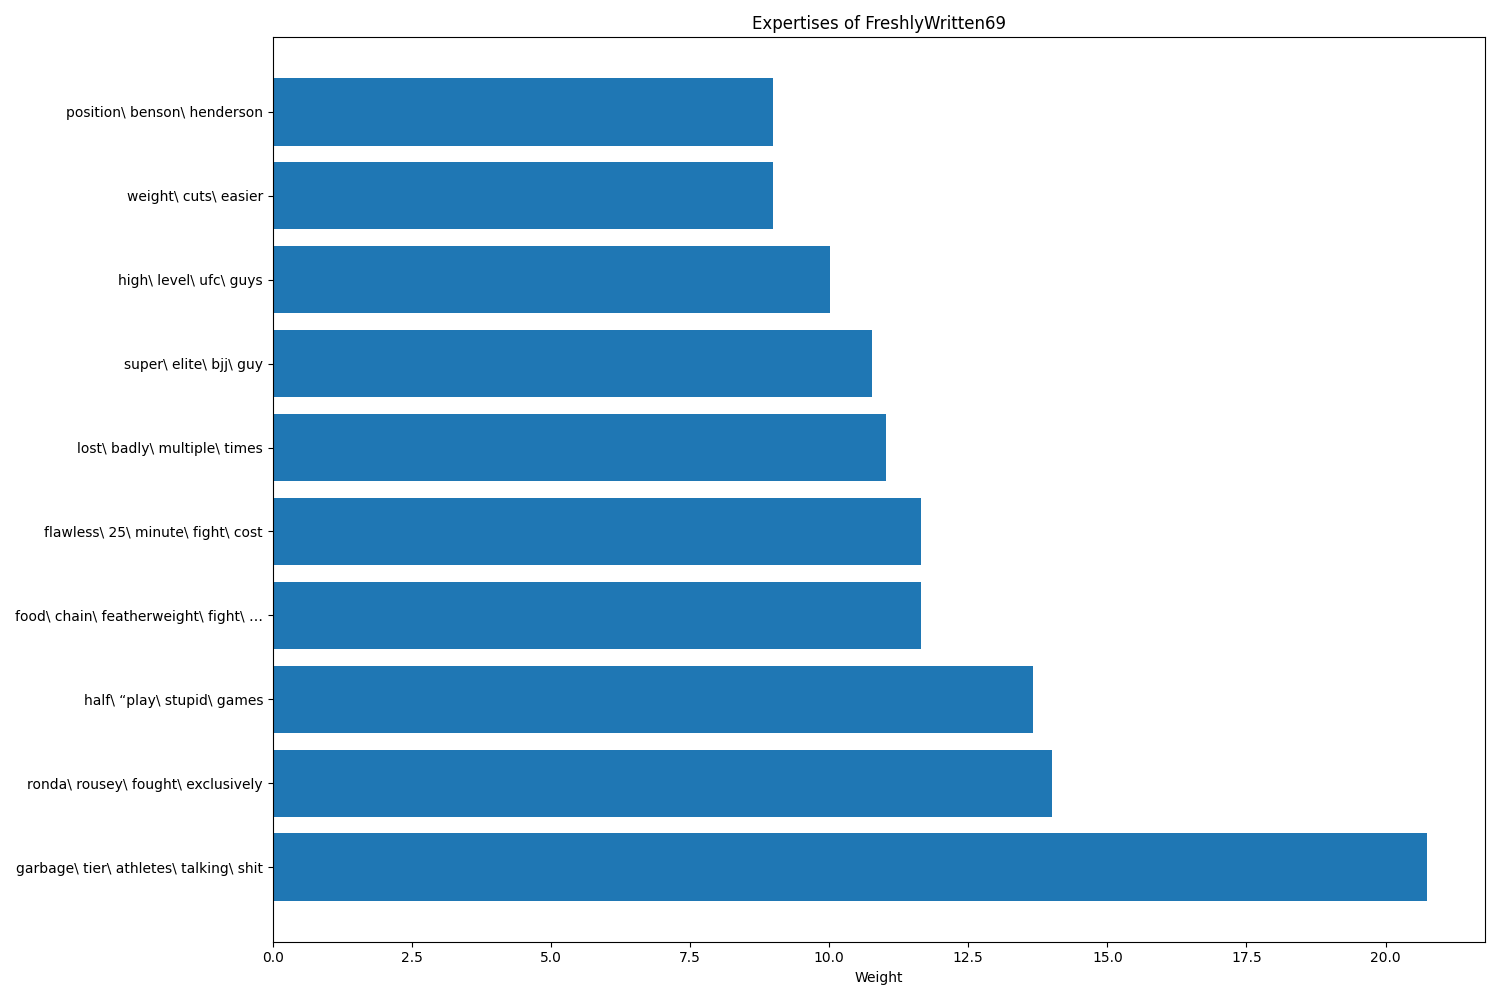 Expertises of FreshlyWritten69
position\ benson\ henderson
weight\ cuts\ easier
high\ level\ ufc\ guys
super\ elite\ bjj\ guy
lost\ badly\ multiple\ times
flawless\ 25\ minute\ fight\ cost
food\ chain\ featherweight\ fight\ ...
half\ “play\ stupid\ games
ronda\ rousey\ fought\ exclusively
garbage\ tier\ athletes\ talking\ shit
0.0 2.5 5.0 7.5 10.0 12.5 15.0 17.5 20.0
Weight